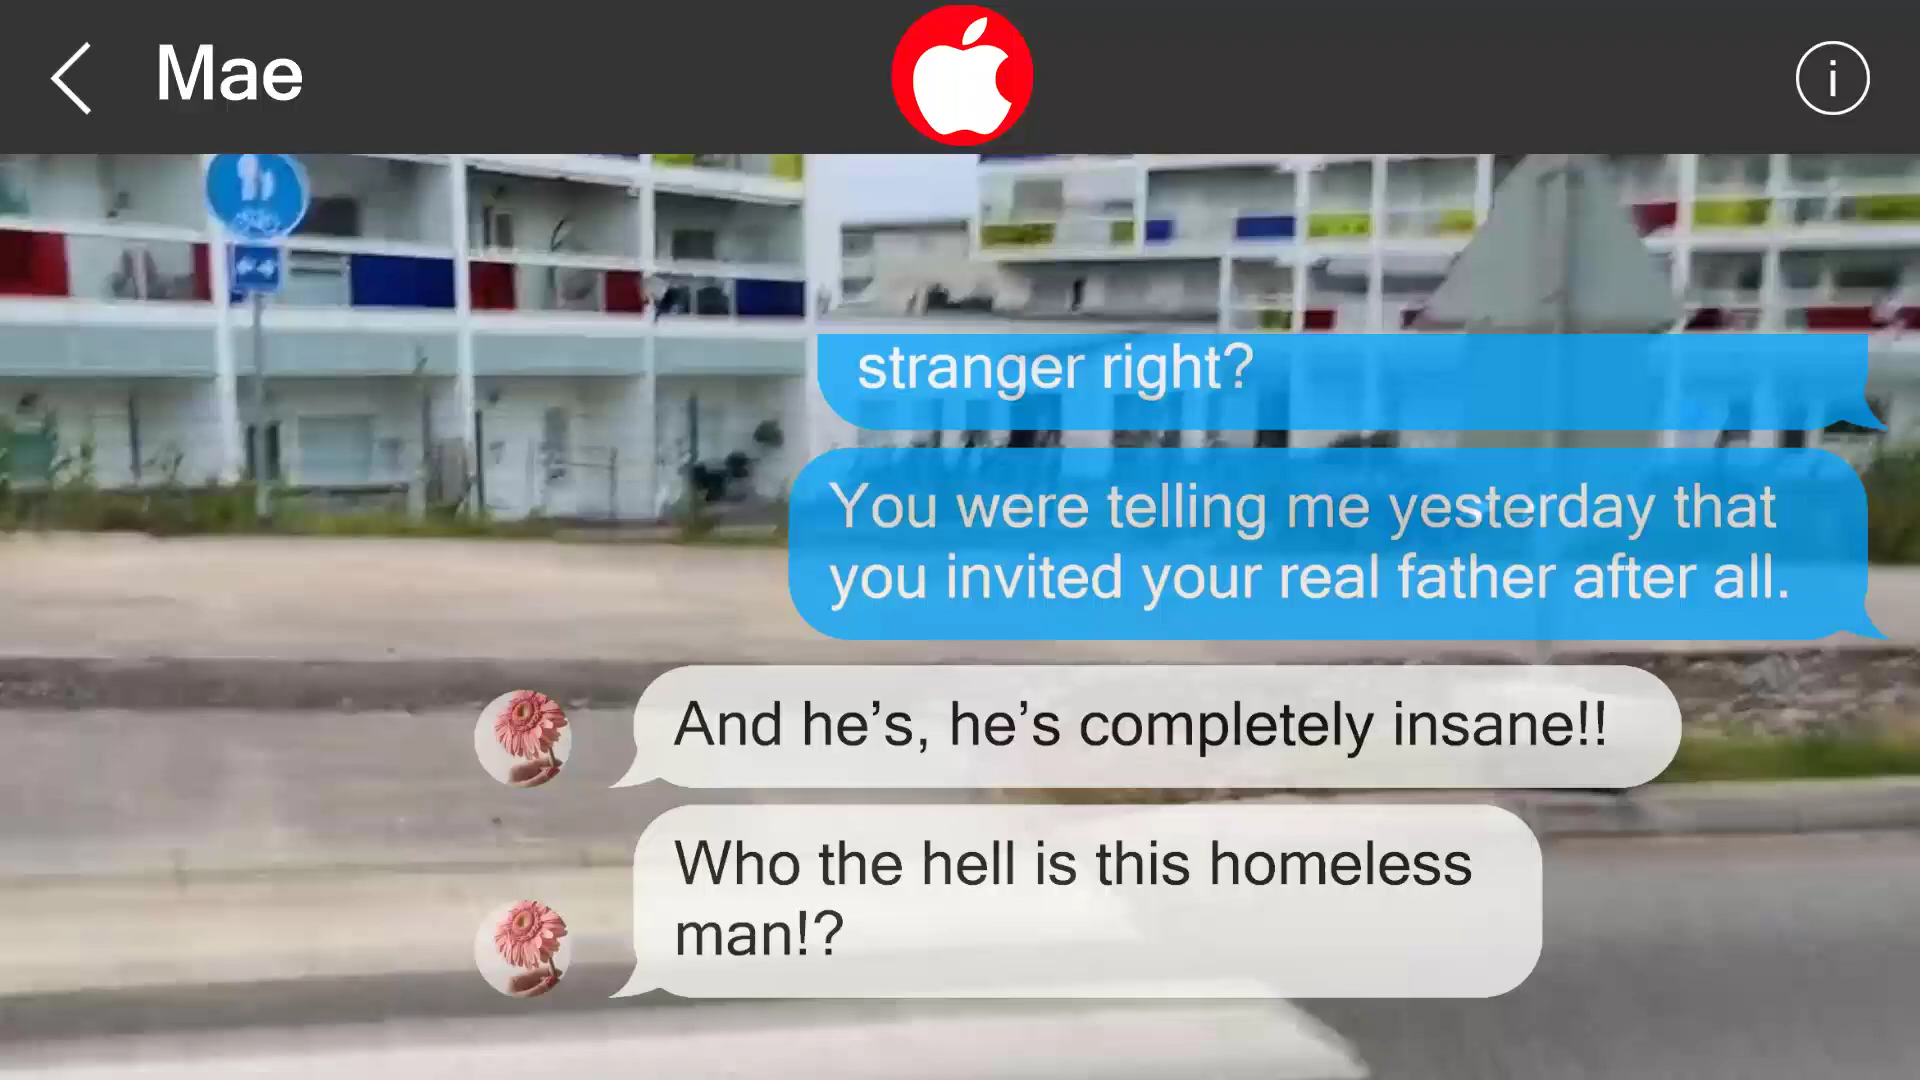 Mae
i
stranger right?
You were telling me yesterday that
you invited your real father after all.
And he’s, he’s completely insane!!
Who the hell is this homeless
man!?